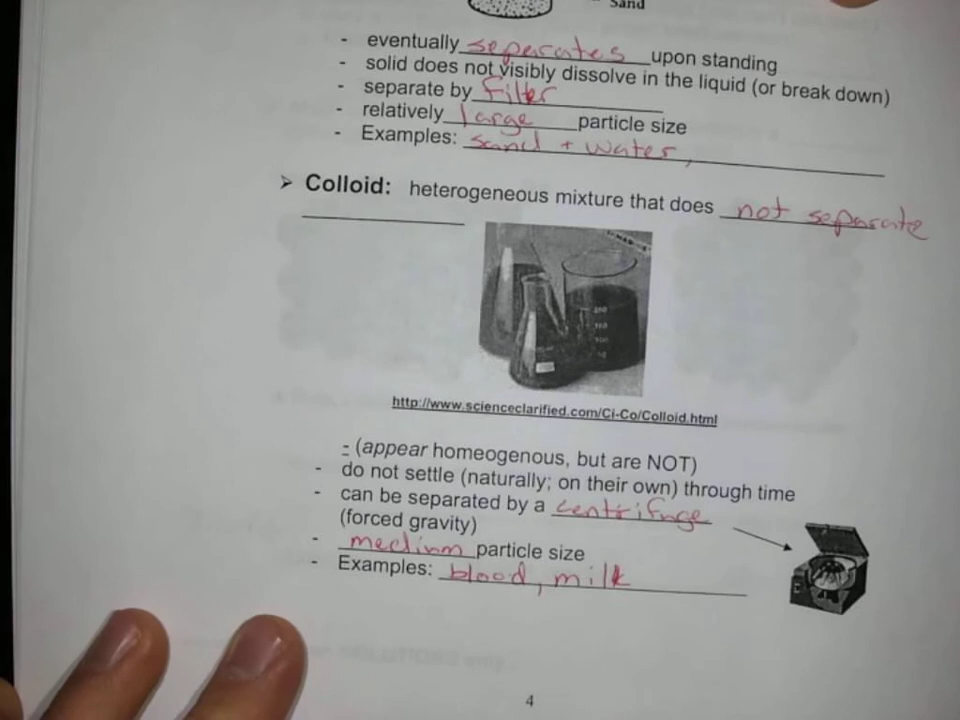 Sand
- eventually separates upon standing
- solid does not visibly dissolve in the liquid (or break down)
- separate by filter
- relatively large particle size
- Examples: sand + water,
➤ Colloid: heterogeneous mixture that does not separate
http://www.scienceclarified.com/Ci-Co/Colloid.html
- (appear homeogenous, but are NOT)
- do not settle (naturally; on their own) through time
- can be separated by a centrifuge
(forced gravity)
- medium particle size
- Examples: blood, milk
4